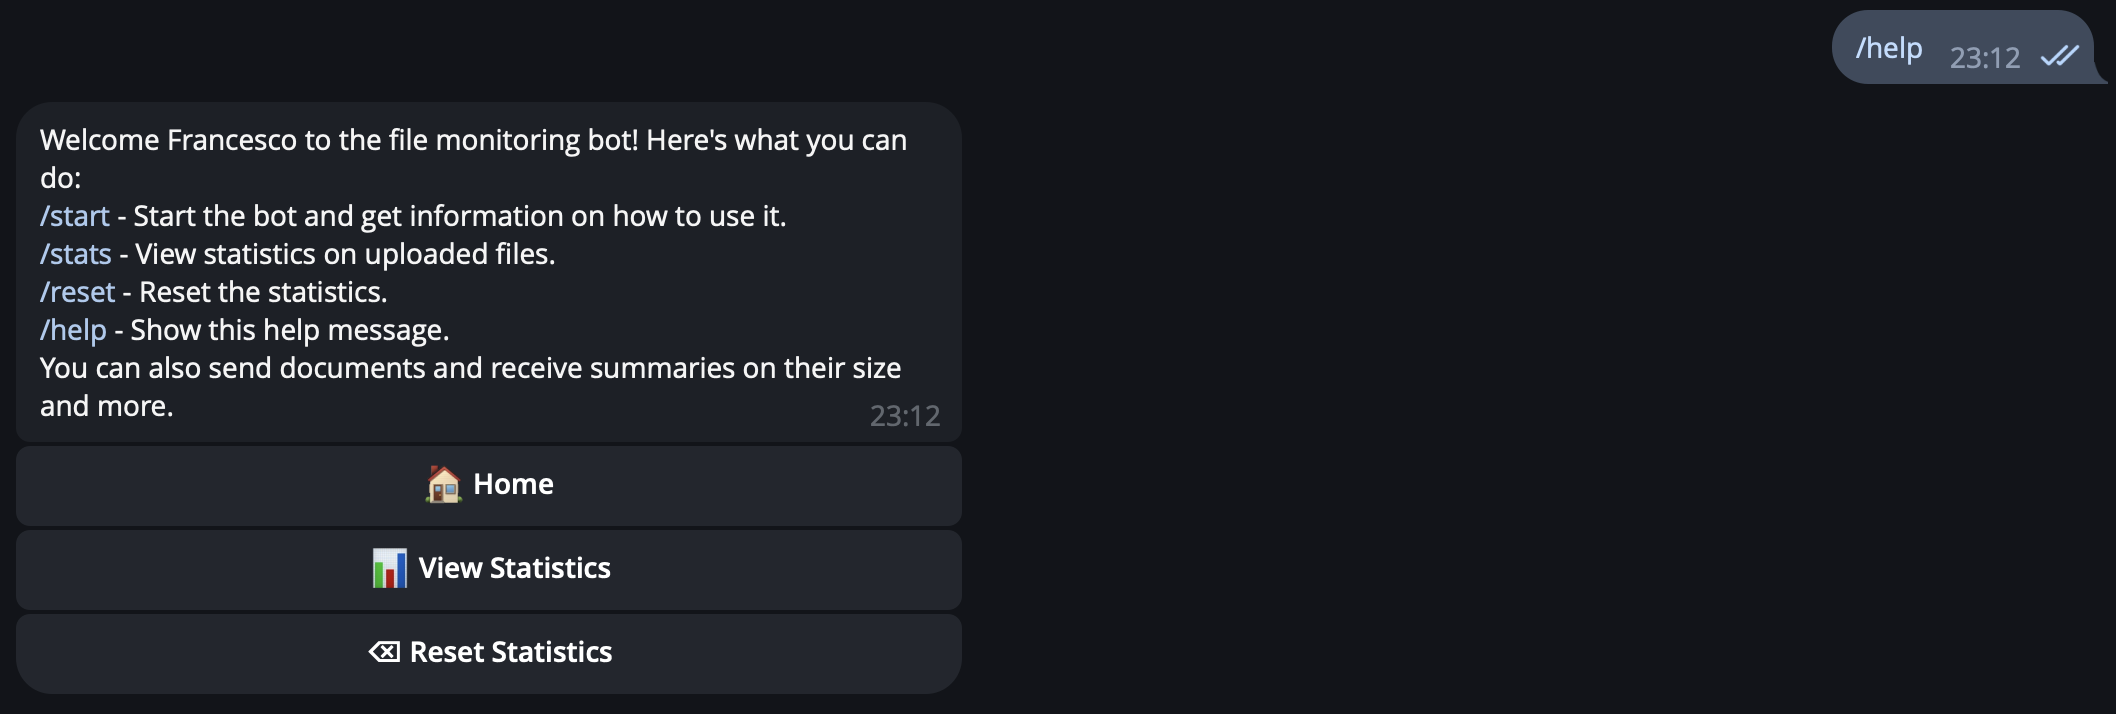 /help 23:12
Welcome Francesco to the file monitoring bot! Here's what you can
do:
/start - Start the bot and get information on how to use it.
/stats - View statistics on uploaded files.
/reset - Reset the statistics.
/help - Show this help message.
You can also send documents and receive summaries on their size
and more.
23:12
🏠 Home
📊 View Statistics
⌫ Reset Statistics